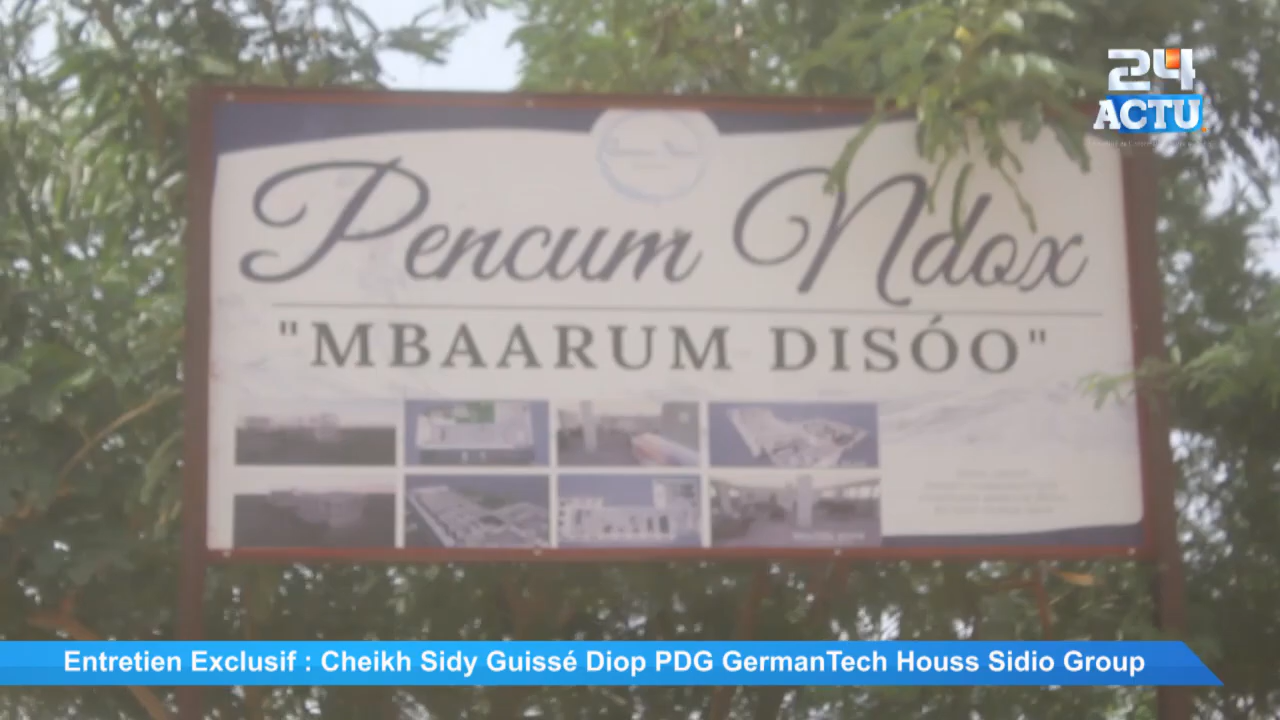 24
ACTU
Pencum Ndox
"MBAARUM DISÓO"
Entretien Exclusif : Cheikh Sidy Guissé Diop PDG GermanTech Houss Sidio Group